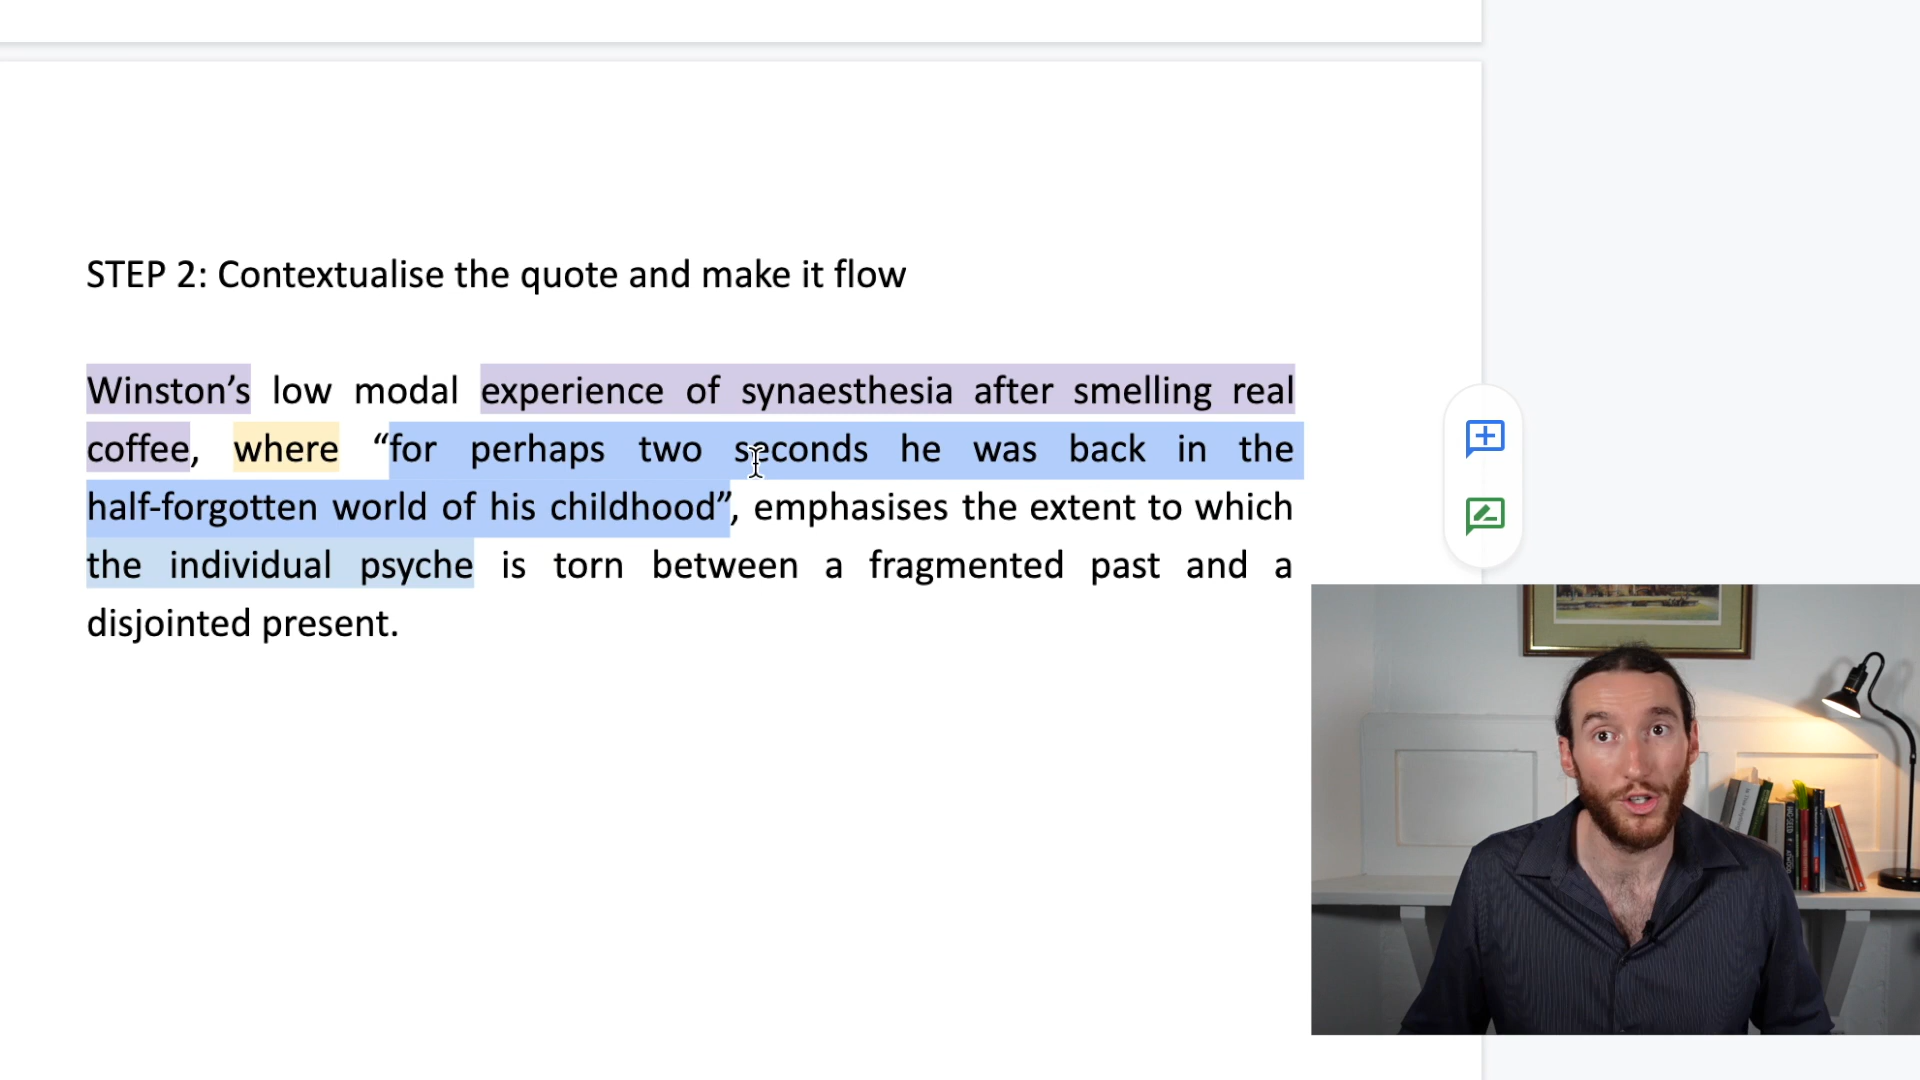 STEP 2: Contextualise the quote and make it flow
Winston’s low modal experience of synaesthesia after smelling real
coffee, where “for perhaps two seconds he was back in the
half-forgotten world of his childhood”, emphasises the extent to which
the individual psyche is torn between a fragmented past and a
disjointed present.